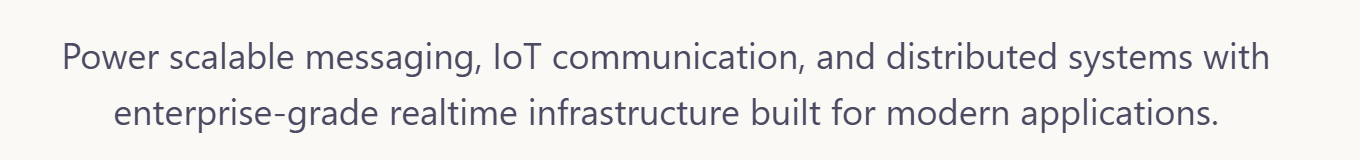 Power scalable messaging, IoT communication, and distributed systems with
enterprise-grade realtime infrastructure built for modern applications.